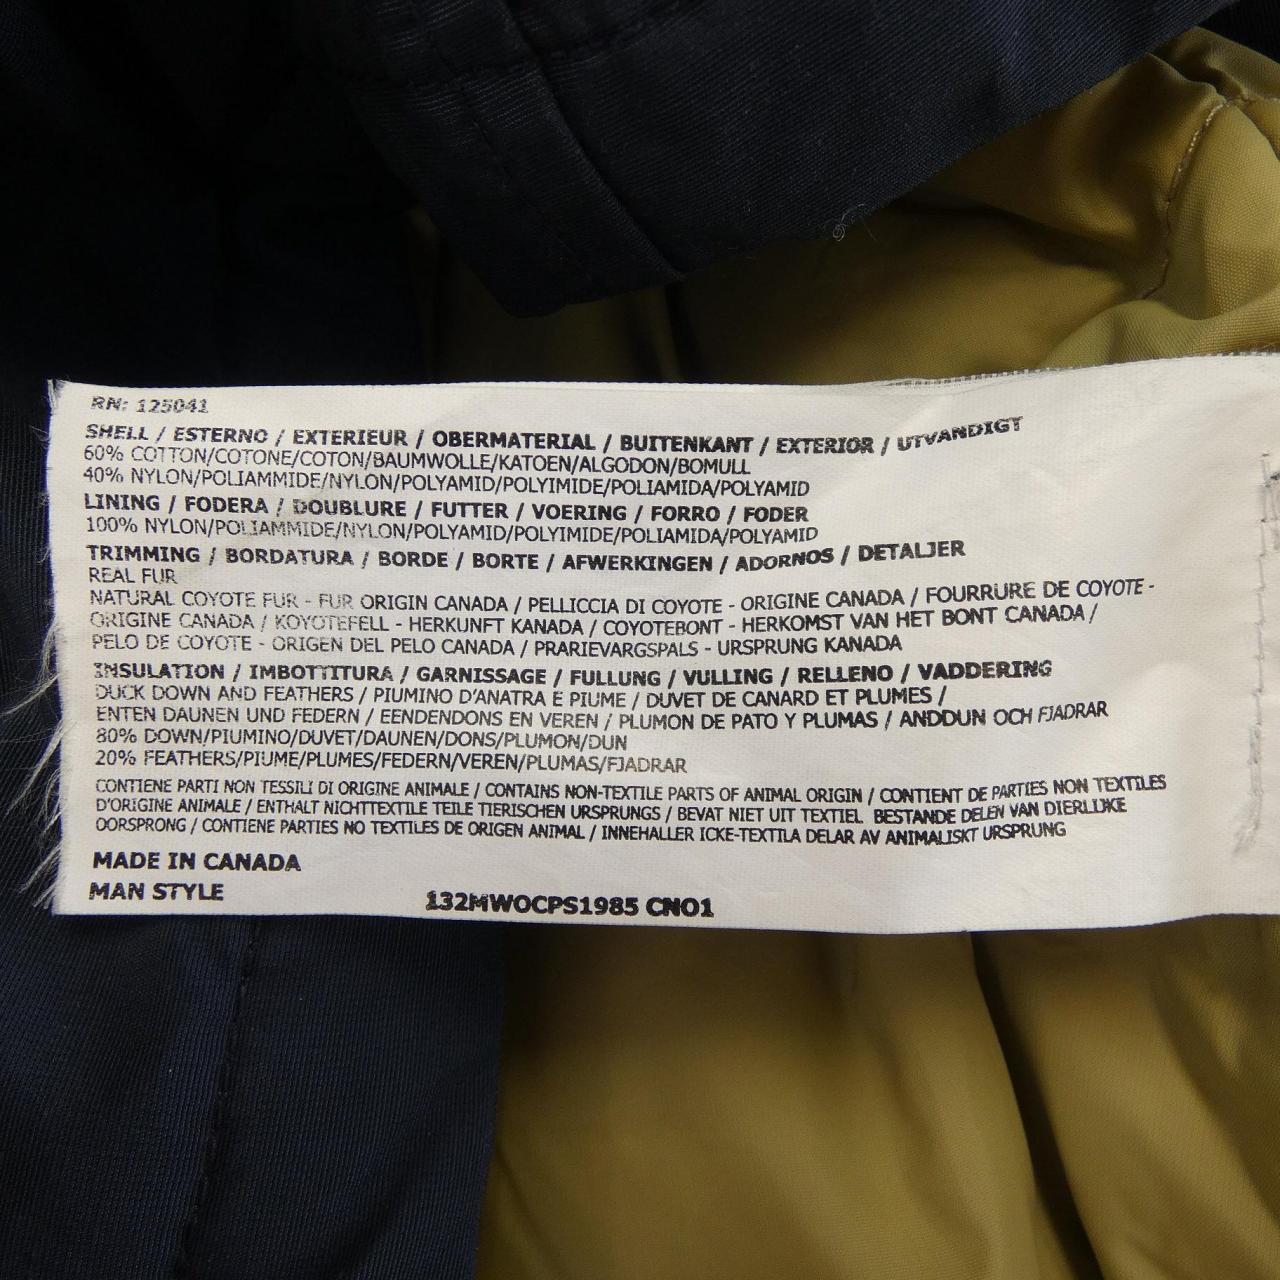 RN: 125041
SHELL / ESTERNO / EXTERIEUR / OBERMATERIAL / BUITENKANT / EXTERIOR / UTVANDIGT
60% COTTON/COTONE/COTON/BAUMWOLLE/KATOEN/ALGODON/BOMULL
40% NYLON/POLIAMMIDE/NYLON/POLYAMID/POLYIMIDE/POLIAMIDA/POLYAMID
LINING / FODERA / DOUBLURE / FUTTER / VOERING / FORRO / FODER
100% NYLON/POLIAMMIDE/NYLON/POLYAMID/POLYIMIDE/POLIAMIDA/POLYAMID
TRIMMING / BORDATURA / BORDE / BORTE / AFWERKINGEN / ADORNOS / DETALJER
REAL FUR
NATURAL COYOTE FUR - FUR ORIGIN CANADA / PELLICCIA DI COYOTE - ORIGINE CANADA / FOURRURE DE COYOTE -
ORIGINE CANADA / KOYOTEFELL - HERKUNFT KANADA / COYOTEBONT - HERKOMST VAN HET BONT CANADA /
PELO DE COYOTE - ORIGEN DEL PELO CANADA / PRARIEVARGSPALS - URSPRUNG KANADA
INSULATION / IMBOTTITURA / GARNISSAGE / FULLUNG / VULLING / RELLENO / VADDERING
DUCK DOWN AND FEATHERS / PIUMINO D'ANATRA E PIUME / DUVET DE CANARD ET PLUMES /
ENTEN DAUNEN UND FEDERN / EENDENDONS EN VEREN / PLUMON DE PATO Y PLUMAS / ANDDUN OCH FJADRAR
80% DOWN/PIUMINO/DUVET/DAUNEN/DONS/PLUMON/DUN
20% FEATHERS/PIUME/PLUMES/FEDERN/VEREN/PLUMAS/FJADRAR
CONTIENE PARTI NON TESSILI DI ORIGINE ANIMALE / CONTAINS NON-TEXTILE PARTS OF ANIMAL ORIGIN / CONTIENT DE PARTIES NON TEXTILES
D'ORIGINE ANIMALE / ENTHALT NICHTTEXTILE TEILE TIERISCHEN URSPRUNGS / BEVAT NIET UIT TEXTIEL BESTANDE DELEN VAN DIERLIJKE
OORSPRONG / CONTIENE PARTIES NO TEXTILES DE ORIGEN ANIMAL / INNEHALLER ICKE-TEXTILA DELAR AV ANIMALISKT URSPRUNG
MADE IN CANADA
MAN STYLE 132MWOCPS1985 CNO1